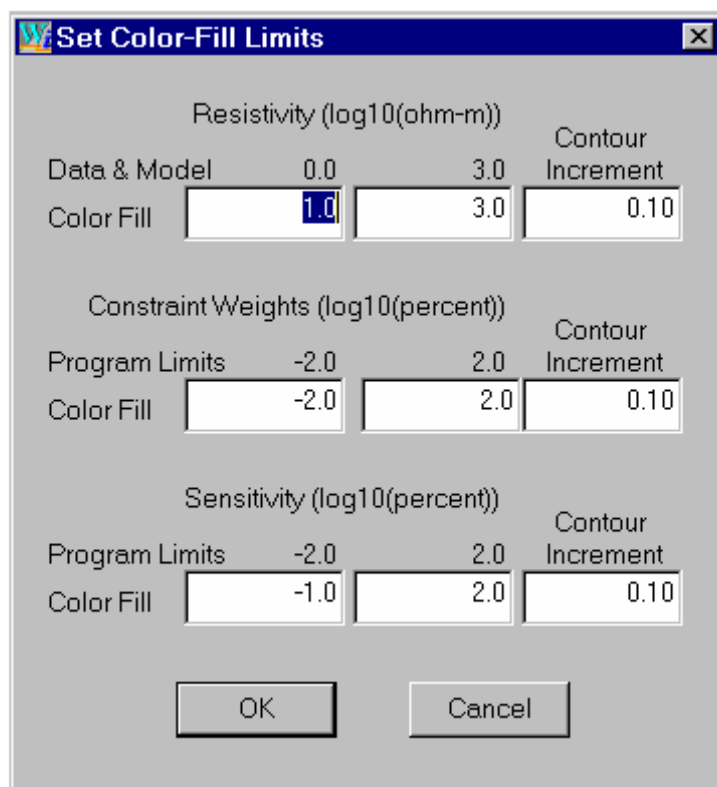 Set Color-Fill Limits
Resistivity (log10(ohm-m))
Contour
Data & Model 0.0 3.0 Increment
Color Fill 1.0 3.0 0.10
Constraint Weights (log10(percent))
Contour
Program Limits -2.0 2.0 Increment
Color Fill -2.0 2.0 0.10
Sensitivity (log10(percent))
Contour
Program Limits -2.0 2.0 Increment
Color Fill -1.0 2.0 0.10
OK Cancel